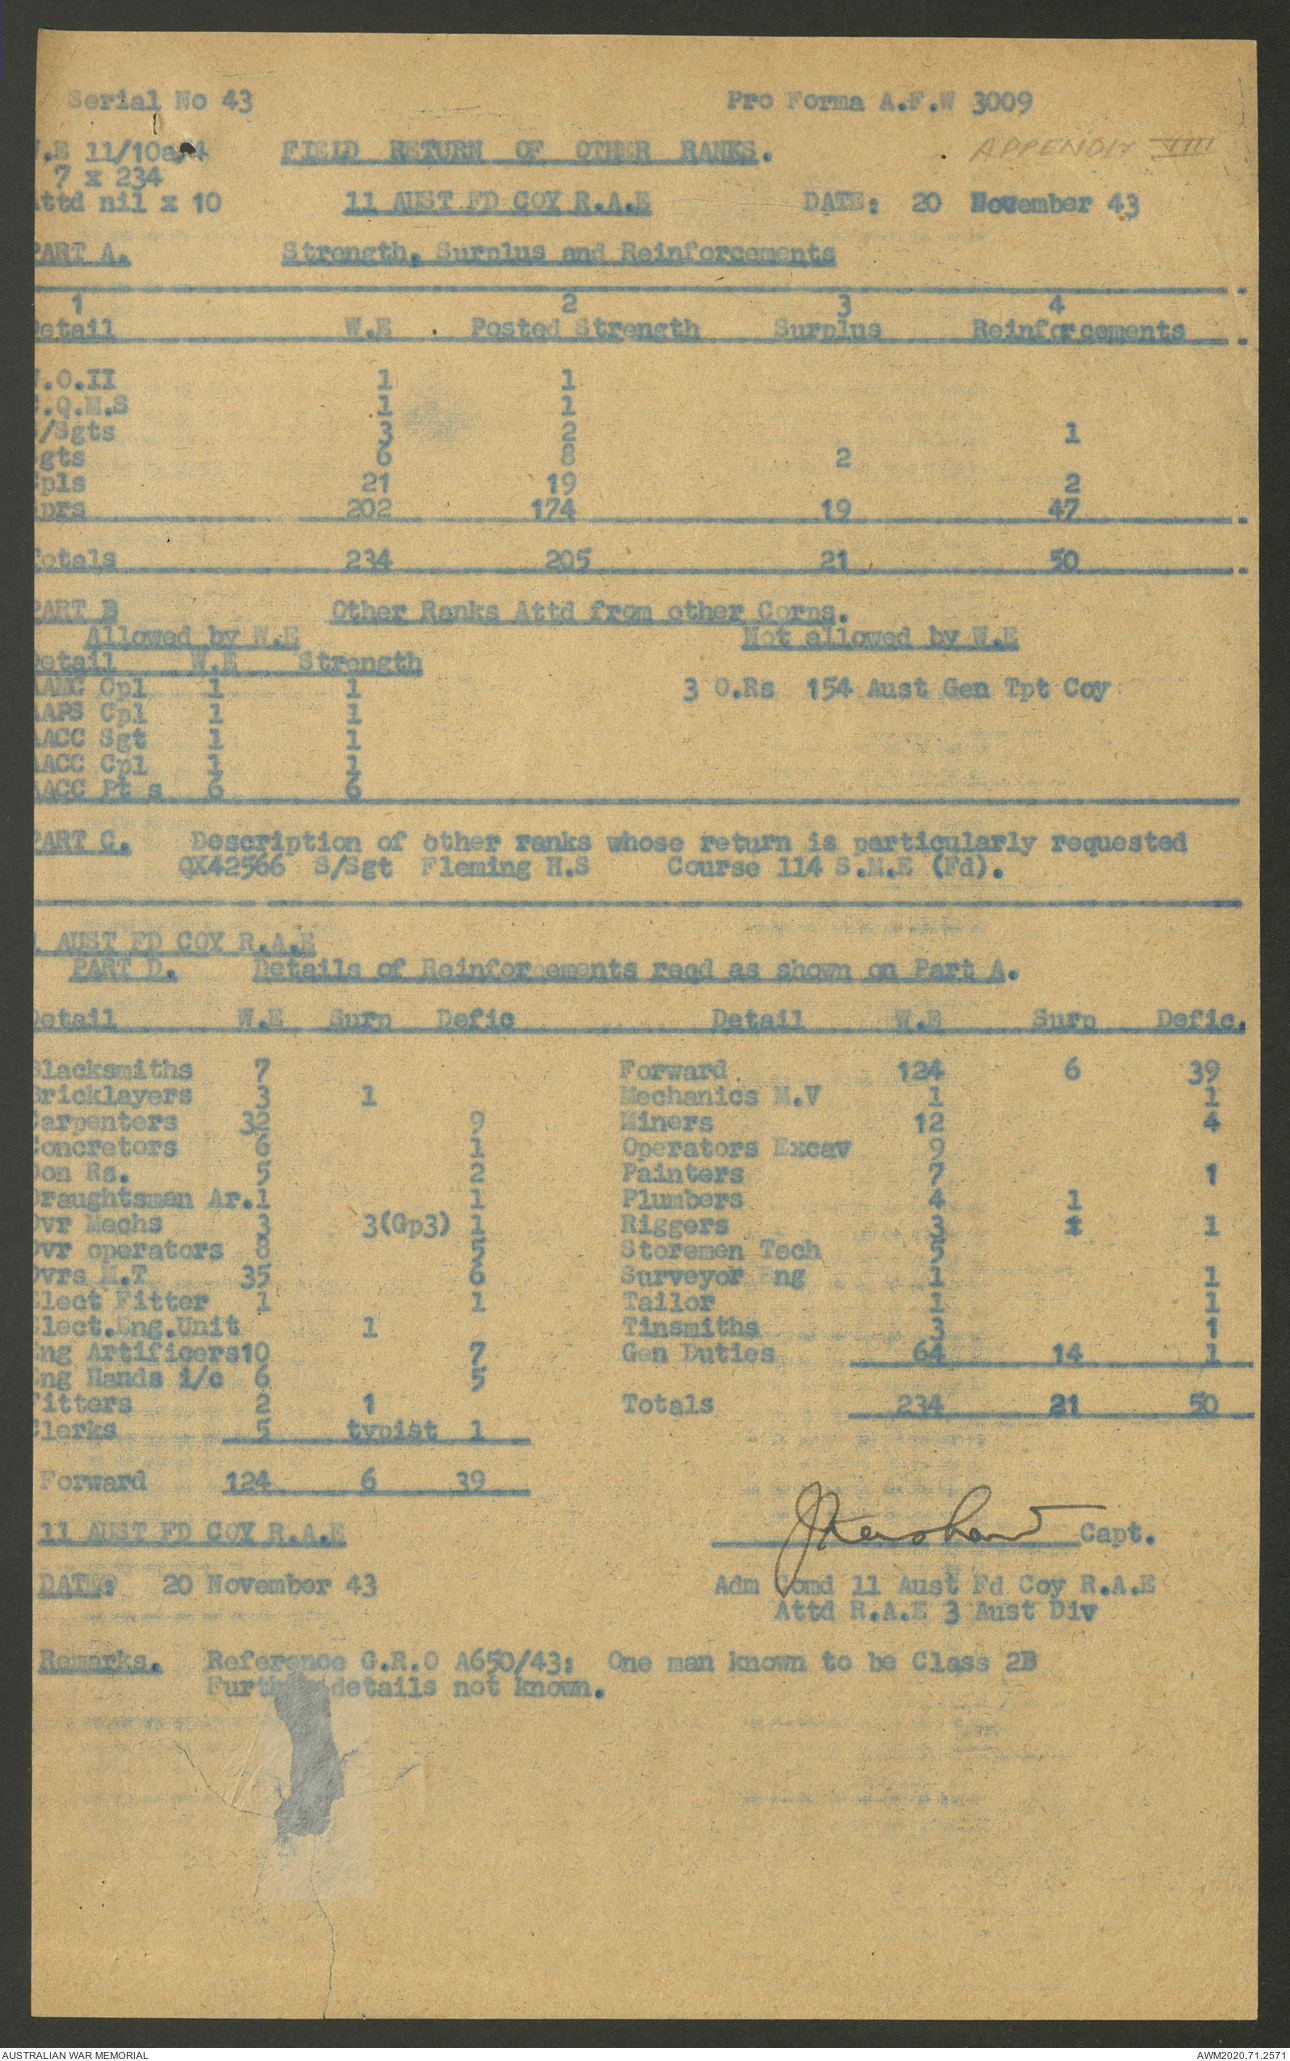 Serial No 43 Pro Forma A.F.W 3009
.E 11/10a/4 FIELD RETURN OF OTHER RANKS. APPENDIX VIII
7 x 234
ttd nil x 10 11 AUST FD COY R.A.E DATE: 20 November 43
PART A. Strength, Surplus and Reinforcements
1 2 3 4
Detail W.E Posted Strength Surplus Reinforcements
.O.II 1 1
.Q.M.S 1 1
/Sgts 3 2 1
gts 6 8 2
pls 21 19 2
prs 202 174 19 47
Totals 234 205 21 50
PART B Other Ranks Attd from other Corps.
Allowed by W.E Not allowed by W.E
Detail W.E Strength
AAMC Cpl 1 1 3 O.Rs 154 Aust Gen Tpt Coy
AAPS Cpl 1 1
AACC Sgt 1 1
AACC Cpl 1 1
AACC Pt s 6 6
PART C. Description of other ranks whose return is particularly requested
QX42566 S/Sgt Fleming H.S Course 114 S.M.E (Fd).
1 AUST FD COY R.A.E
PART D. Details of Reinforcements reqd as shown on Part A.
Detail W.E Surp Defic Detail W.E Surp Defic.
Blacksmiths 7 Forward 124 6 39
Bricklayers 3 1 Mechanics M.V 1 1
Carpenters 32 9 Miners 12 4
Concretors 6 1 Operators Excav 9
Don Rs. 5 2 Painters 7 1
Draughtsman Ar.1 1 Plumbers 4 1
Dvr Mechs 3 3(Gp3) 1 Riggers 3 1
Dvr operators 8 5 Storemen Tech 5
Dvrs M.T 35 6 Surveyor Eng 1 1
Elect Fitter 1 1 Tailor 1 1
Elect.Eng.Unit 1 Tinsmiths 3 1
Eng Artificers10 7 Gen Duties 64 14 1
Eng Hands i/c 6 5
Fitters 2 1 Totals 234 21 50
Clerks 5 typist 1
Forward 124 6 39
11 AUST FD COY R.A.E JKershaw Capt.
DATE: 20 November 43 Adm Comd 11 Aust Fd Coy R.A.E
Attd R.A.E 3 Aust Div
Remarks. Reference G.R.O A650/43: One man known to be Class 2B
Further details not known.
AUSTRALIAN WAR MEMORIAL AWM2020.71.2571